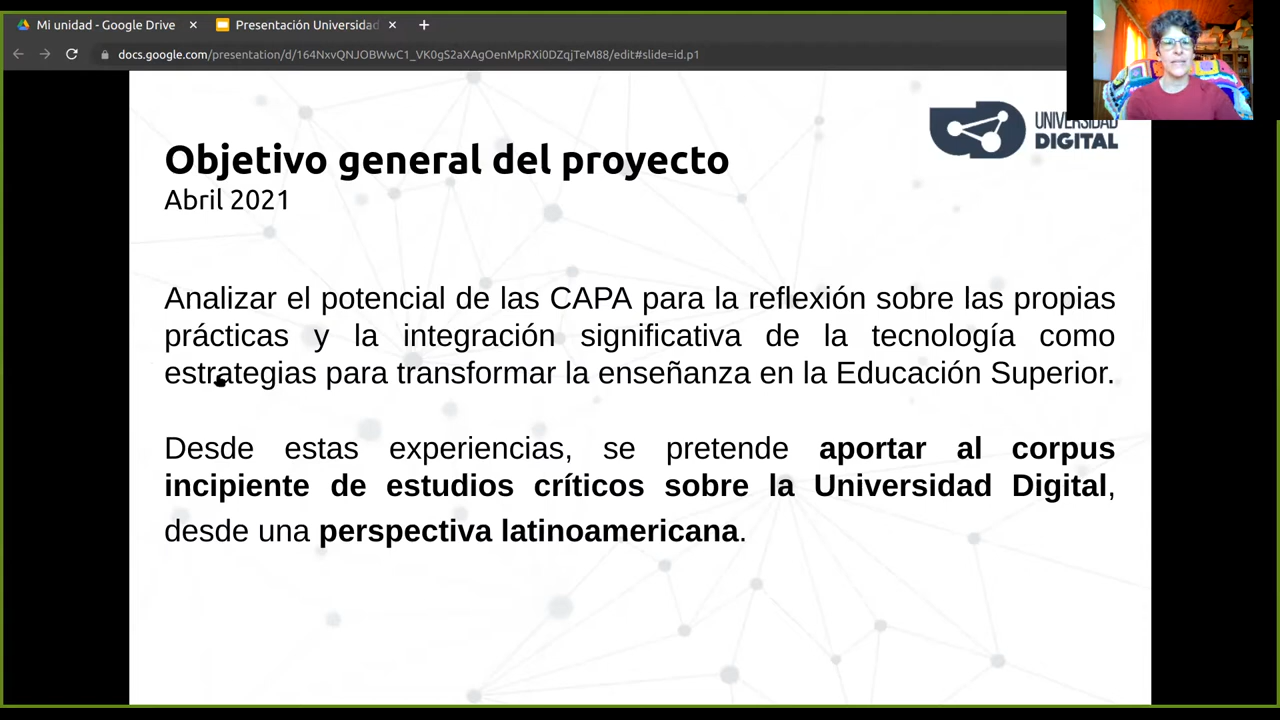 Mi unidad - Google Drive
Presentación Universidad
docs.google.com/presentation/d/164NxvQNJOBWwC1_VK0gS2axXgOenMpRXi0DZqjTeM88/edit#slide=id.p1
UNIVERSIDAD
DIGITAL
Objetivo general del proyecto
Abril 2021
Analizar el potencial de las CAPA para la reflexión sobre las propias
prácticas y la integración significativa de la tecnología como
estrategias para transformar la enseñanza en la Educación Superior.
Desde estas experiencias, se pretende aportar al corpus
incipiente de estudios críticos sobre la Universidad Digital,
desde una perspectiva latinoamericana.